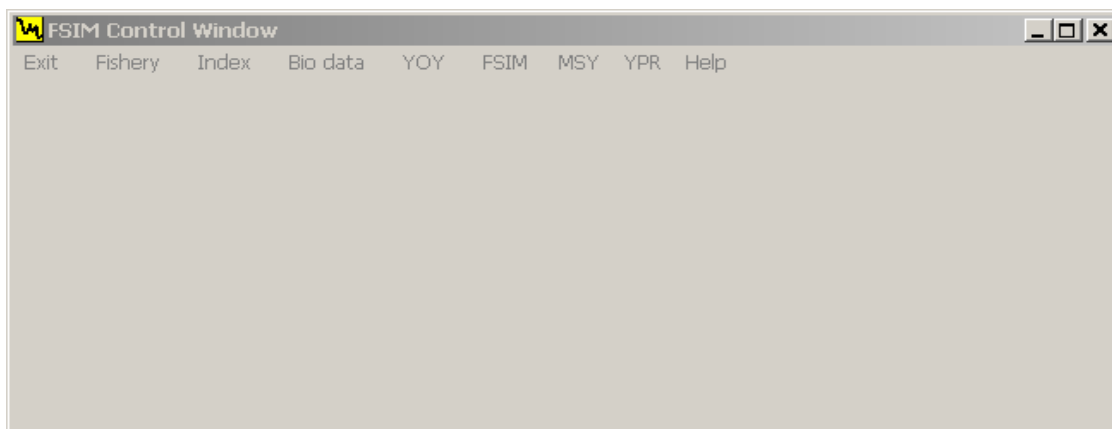 FSIM Control Window
Exit Fishery Index Bio data YOY FSIM MSY YPR Help